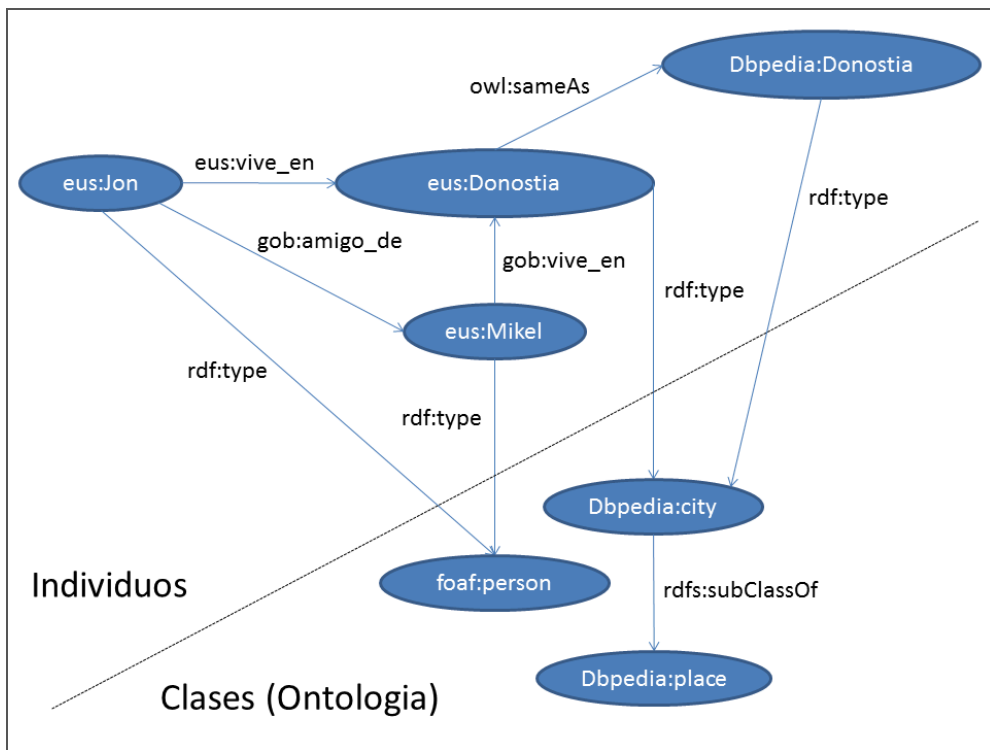 Dbpedia:Donostia
owl:sameAs
eus:vive_en
eus:Jon
eus:Donostia
rdf:type
gob:amigo_de
gob:vive_en
rdf:type
eus:Mikel
rdf:type
rdf:type
Dbpedia:city
Individuos
foaf:person
rdfs:subClassOf
Dbpedia:place
Clases (Ontologia)